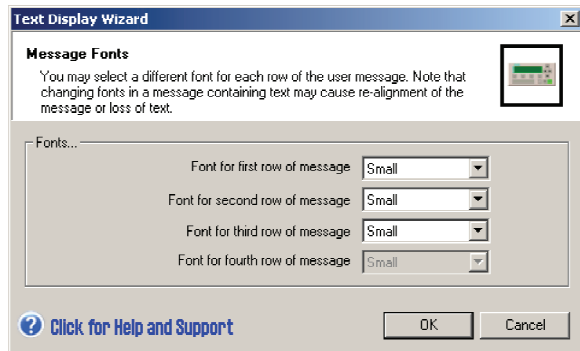 Text Display Wizard
Message Fonts
You may select a different font for each row of the user message. Note that
changing fonts in a message containing text may cause re-alignment of the
message or loss of text.
Fonts...
Font for first row of message Small
Font for second row of message Small
Font for third row of message Small
Font for fourth row of message Small
? Click for Help and Support OK Cancel